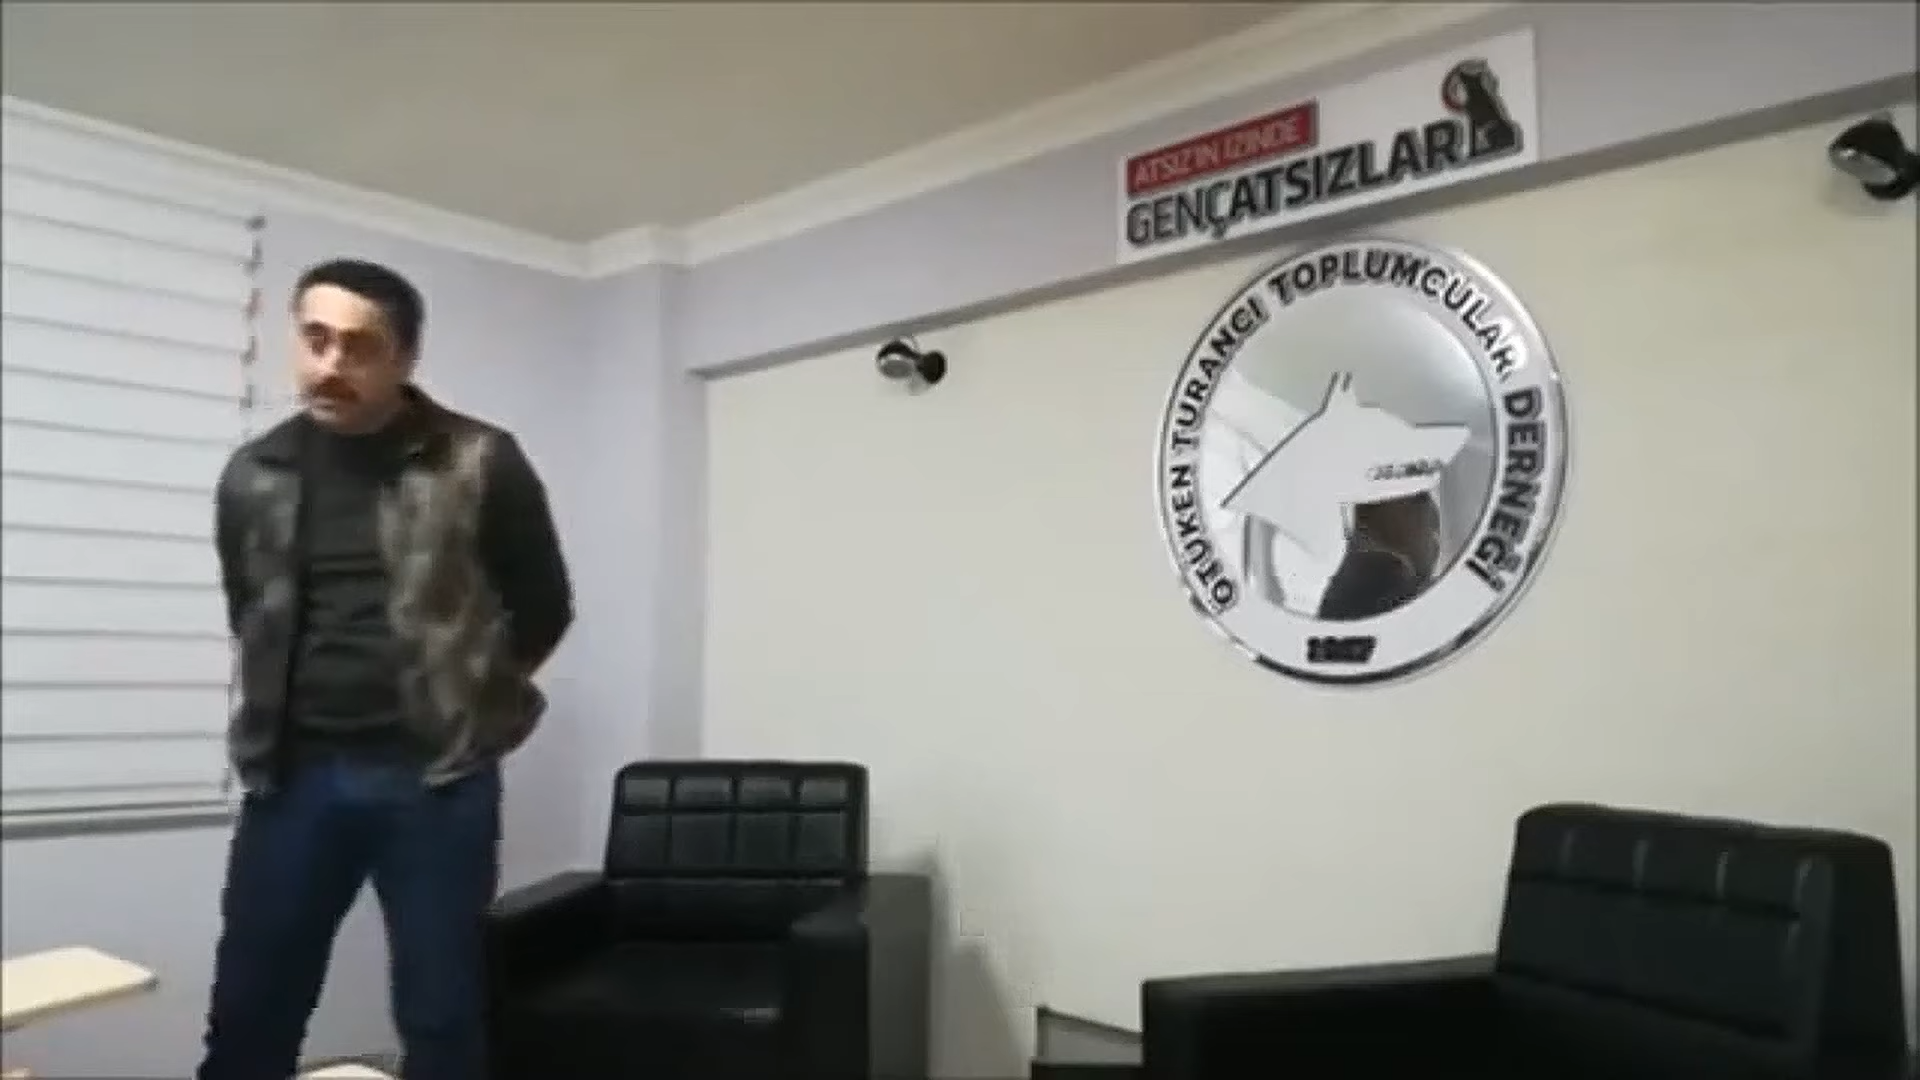 ATSIZ'IN İZİNDE
GENÇATSIZLAR
ÖTÜKEN TURANCI TOPLUMCULAR DERNEĞİ